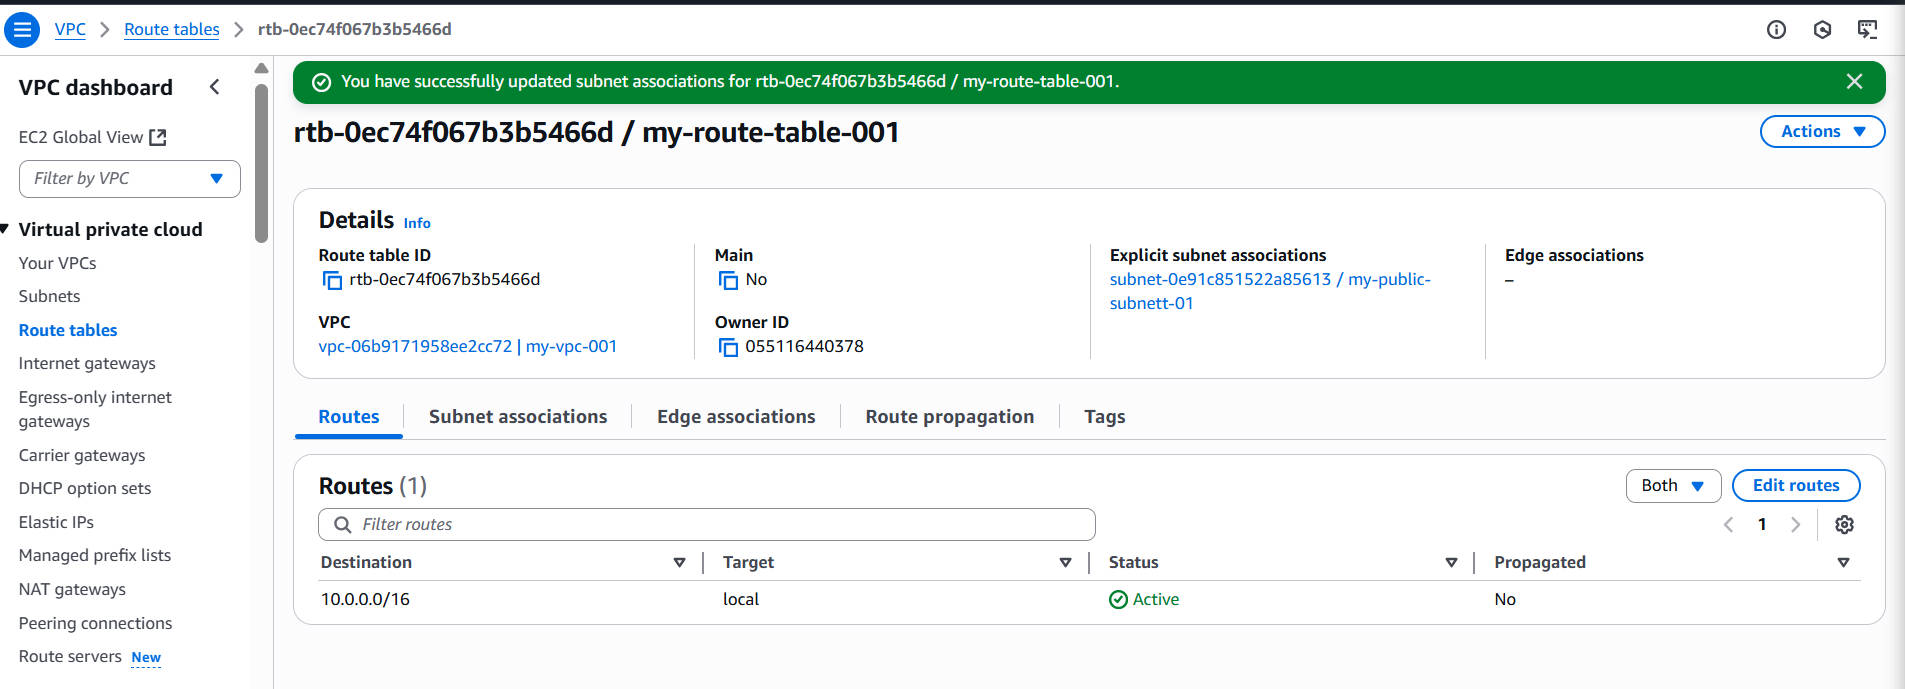 VPC > Route tables > rtb-0ec74f067b3b5466d
VPC dashboard
EC2 Global View
Filter by VPC
Virtual private cloud
Your VPCs
Subnets
Route tables
Internet gateways
Egress-only internet
gateways
Carrier gateways
DHCP option sets
Elastic IPs
Managed prefix lists
NAT gateways
Peering connections
Route servers New
You have successfully updated subnet associations for rtb-0ec74f067b3b5466d / my-route-table-001.
rtb-0ec74f067b3b5466d / my-route-table-001
Actions
Details Info
Route table ID
rtb-0ec74f067b3b5466d
Main
No
Explicit subnet associations
subnet-0e91c851522a85613 / my-public-
subnett-01
Edge associations
–
VPC
vpc-06b9171958ee2cc72 | my-vpc-001
Owner ID
055116440378
Routes Subnet associations Edge associations Route propagation Tags
Routes (1)
Both Edit routes
Filter routes
1
Destination Target Status Propagated
10.0.0.0/16 local Active No